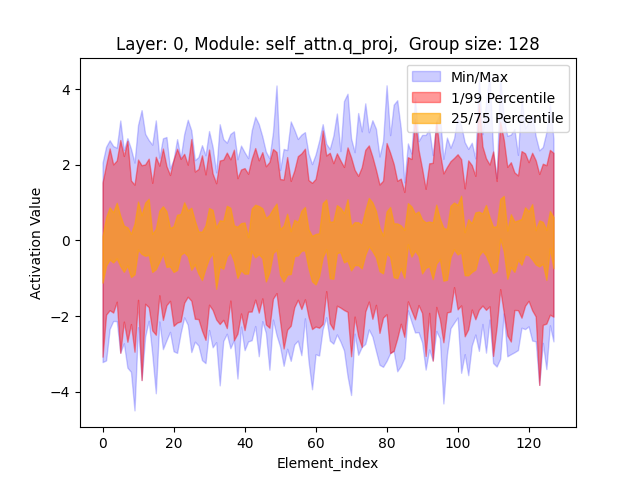 Layer: 0, Module: self_attn.q_proj,  Group size: 128
Min/Max
1/99 Percentile
25/75 Percentile
Activation Value
4
2
0
−2
−4
0
20
40
60
80
100
120
Element_index